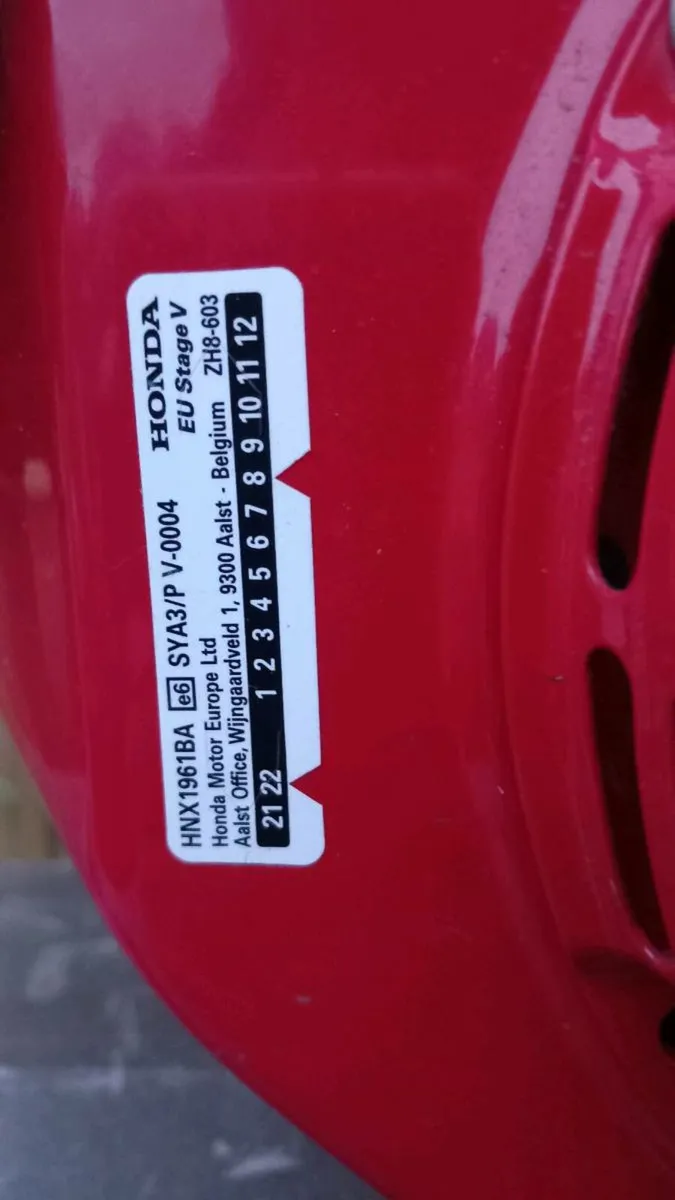 HONDA
EU Stage V
HNX1961BA e6 SYA3/P V-0004
Honda Motor Europe Ltd
Aalst Office, Wijngaardveld 1, 9300 Aalst - Belgium ZH8-603
21 22 1 2 3 4 5 6 7 8 9 10 11 12